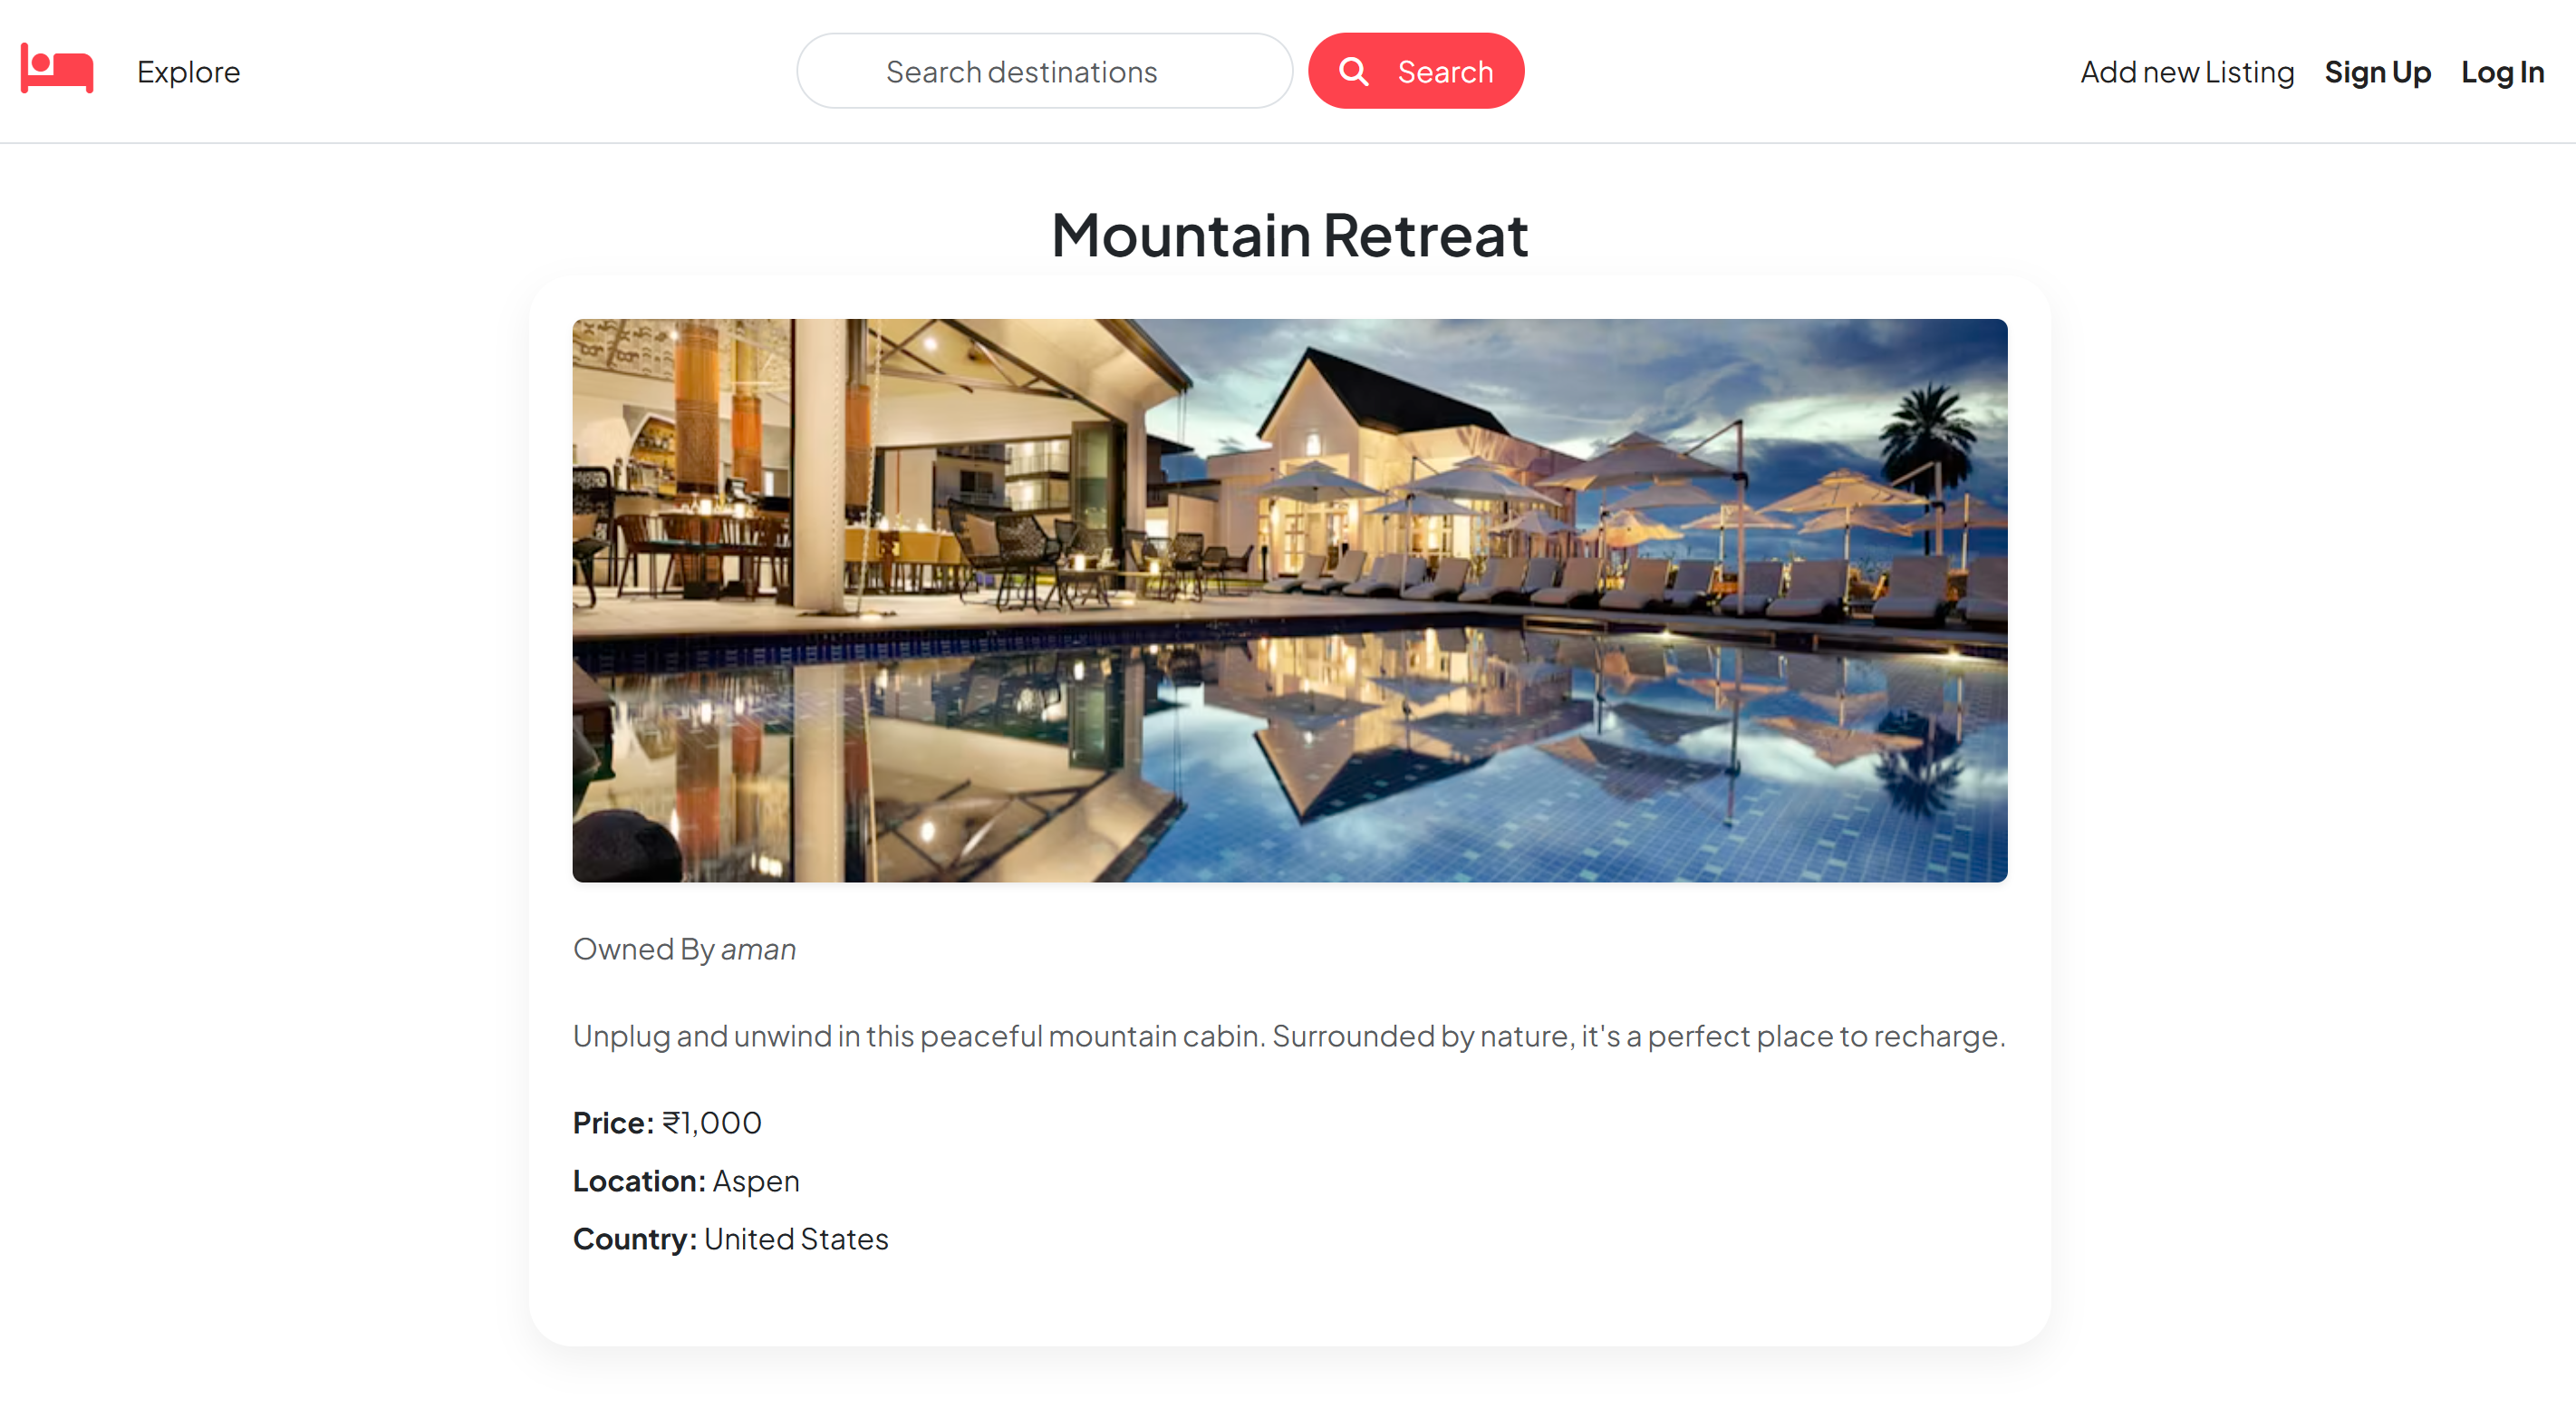 Explore
Search destinations
Search
Add new Listing
Sign Up
Log In
Mountain Retreat
Owned By aman
Unplug and unwind in this peaceful mountain cabin. Surrounded by nature, it's a perfect place to recharge.
Price: ₹1,000
Location: Aspen
Country: United States